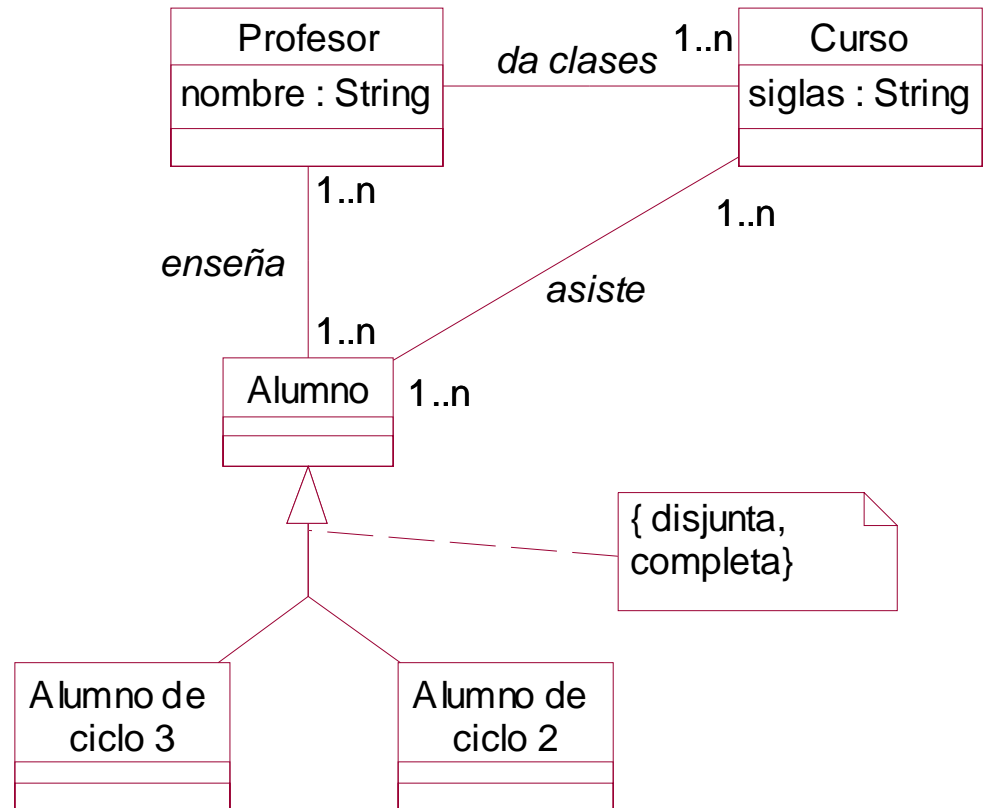 Profesor
nombre : String
da clases
1..n
Curso
siglas : String
1..n
1..n
enseña
asiste
1..n
Alumno
1..n
{ disjunta,
completa}
Alumno de
ciclo 3
Alumno de
ciclo 2